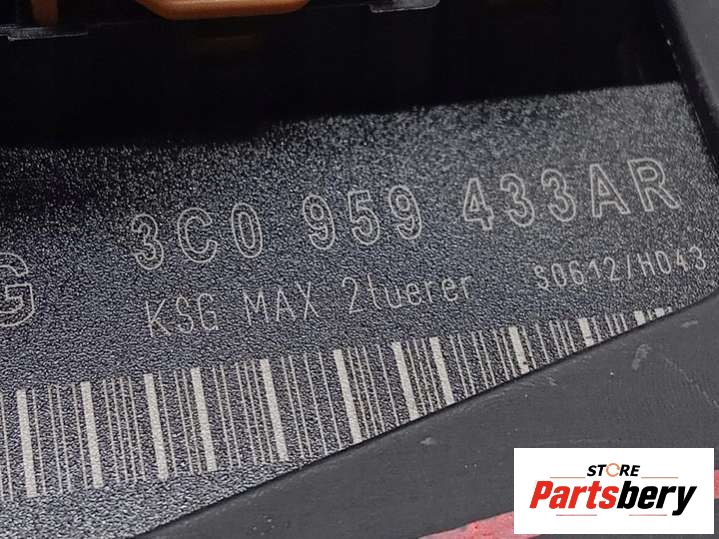 G 3C0 959 433AR
KSG MAX 2tuerer S0612/H043
STORE
Partsbery